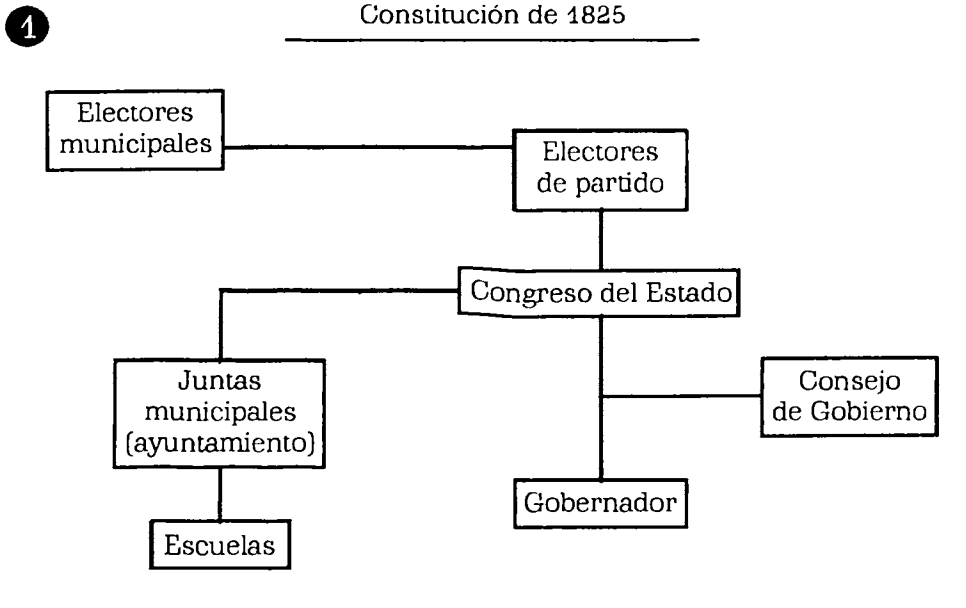 1
Constitución de 1825
Electores
municipales
Electores
de partido
Congreso del Estado
Juntas
municipales
(ayuntamiento)
Consejo
de Gobierno
Gobernador
Escuelas